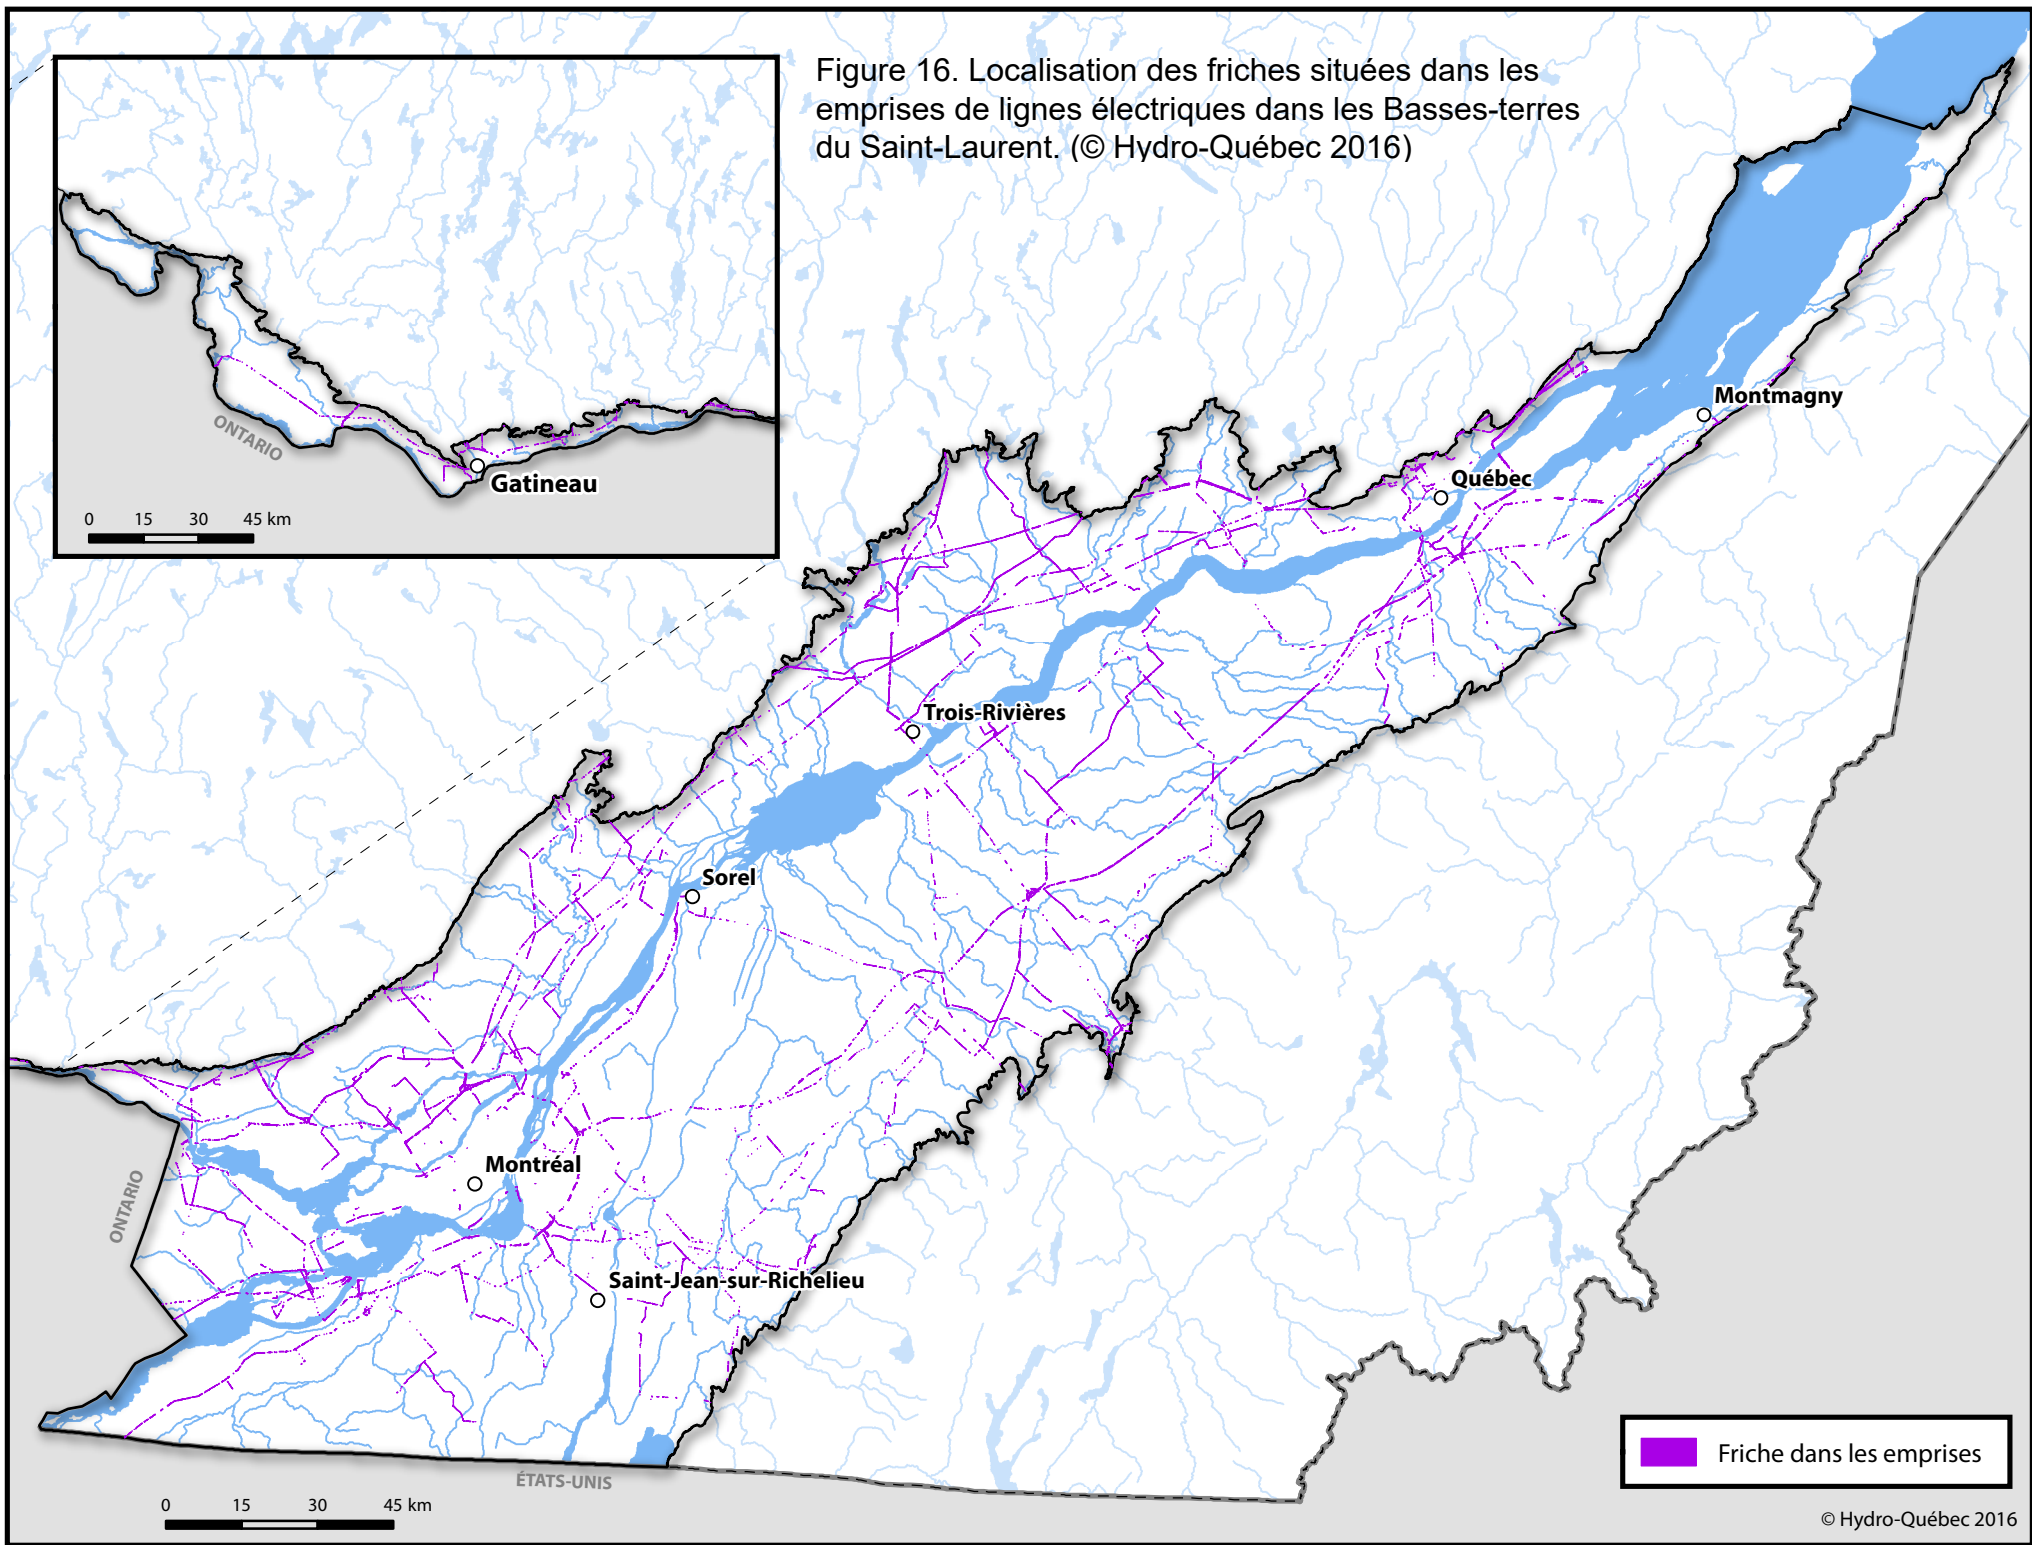 Figure 16. Localisation des friches situées dans les
emprises de lignes électriques dans les Basses-terres
du Saint-Laurent. (© Hydro-Québec 2016)
ONTARIO
Gatineau
0 15 30 45 km
Montmagny
Québec
Trois-Rivières
Sorel
Montréal
ONTARIO
Saint-Jean-sur-Richelieu
ÉTATS-UNIS
0 15 30 45 km
Friche dans les emprises
© Hydro-Québec 2016